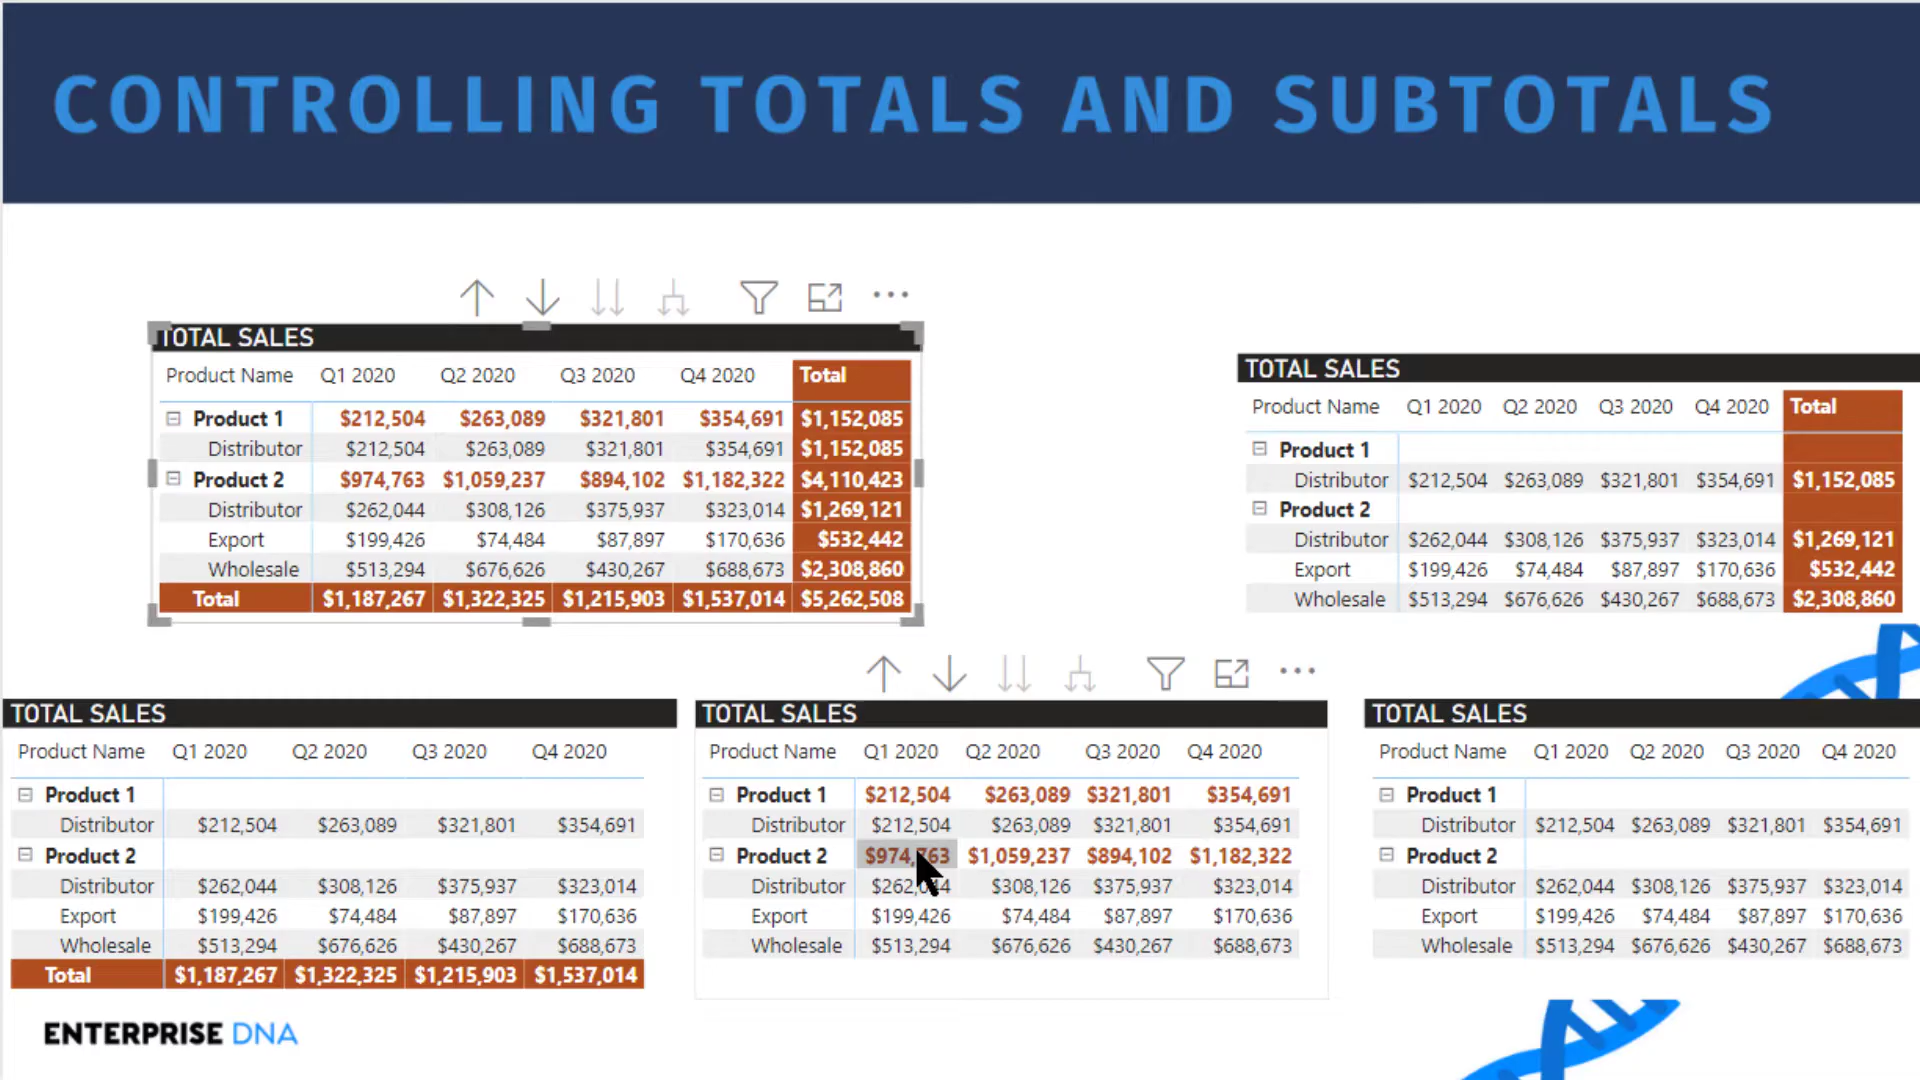 CONTROLLING TOTALS AND SUBTOTALS
TOTAL SALES
Product Name Q1 2020 Q2 2020 Q3 2020 Q4 2020 Total
Product 1 $212,504 $263,089 $321,801 $354,691 $1,152,085
Distributor $212,504 $263,089 $321,801 $354,691 $1,152,085
Product 2 $974,763 $1,059,237 $894,102 $1,182,322 $4,110,423
Distributor $262,044 $308,126 $375,937 $323,014 $1,269,121
Export $199,426 $74,484 $87,897 $170,636 $532,442
Wholesale $513,294 $676,626 $430,267 $688,673 $2,308,860
Total $1,187,267 $1,322,325 $1,215,903 $1,537,014 $5,262,508
TOTAL SALES
Product Name Q1 2020 Q2 2020 Q3 2020 Q4 2020 Total
Product 1
Distributor $212,504 $263,089 $321,801 $354,691 $1,152,085
Product 2
Distributor $262,044 $308,126 $375,937 $323,014 $1,269,121
Export $199,426 $74,484 $87,897 $170,636 $532,442
Wholesale $513,294 $676,626 $430,267 $688,673 $2,308,860
TOTAL SALES
Product Name Q1 2020 Q2 2020 Q3 2020 Q4 2020
Product 1
Distributor $212,504 $263,089 $321,801 $354,691
Product 2
Distributor $262,044 $308,126 $375,937 $323,014
Export $199,426 $74,484 $87,897 $170,636
Wholesale $513,294 $676,626 $430,267 $688,673
Total $1,187,267 $1,322,325 $1,215,903 $1,537,014
TOTAL SALES
Product Name Q1 2020 Q2 2020 Q3 2020 Q4 2020
Product 1 $212,504 $263,089 $321,801 $354,691
Distributor $212,504 $263,089 $321,801 $354,691
Product 2 $974,763 $1,059,237 $894,102 $1,182,322
Distributor $262,044 $308,126 $375,937 $323,014
Export $199,426 $74,484 $87,897 $170,636
Wholesale $513,294 $676,626 $430,267 $688,673
TOTAL SALES
Product Name Q1 2020 Q2 2020 Q3 2020 Q4 2020
Product 1
Distributor $212,504 $263,089 $321,801 $354,691
Product 2
Distributor $262,044 $308,126 $375,937 $323,014
Export $199,426 $74,484 $87,897 $170,636
Wholesale $513,294 $676,626 $430,267 $688,673
ENTERPRISE DNA